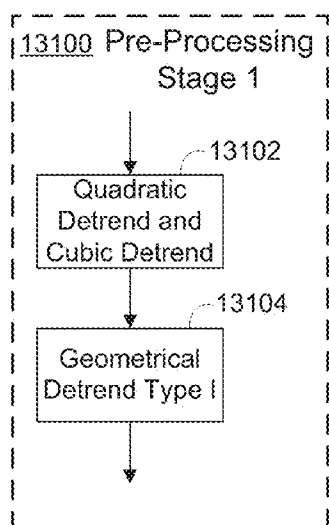 13100 Pre-Processing
Stage 1
13102
Quadratic
Detrend and
Cubic Detrend
13104
Geometrical
Detrend Type I